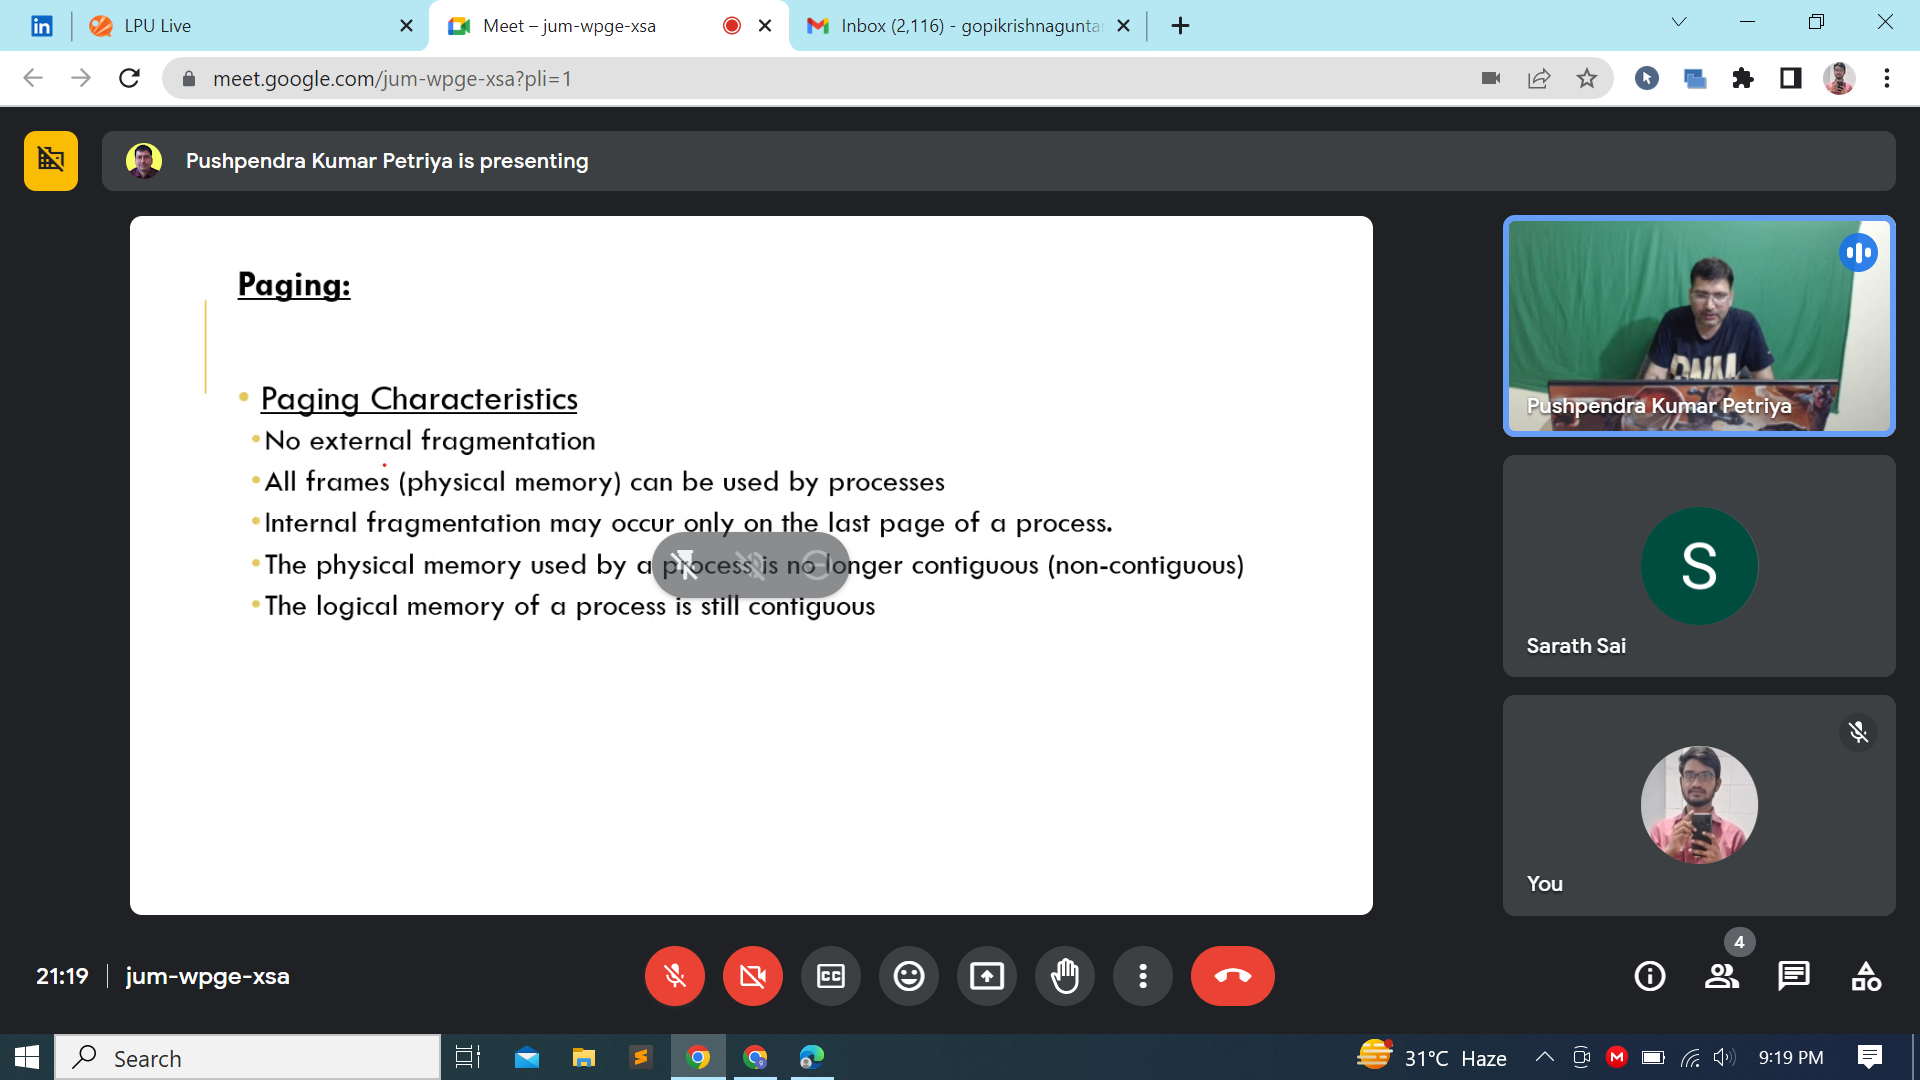 in
LPU Live
Meet – jum-wpge-xsa
Inbox (2,116) - gopikrishnagunta
meet.google.com/jum-wpge-xsa?pli=1
Pushpendra Kumar Petriya is presenting
Paging:
• Paging Characteristics
• No external fragmentation
• All frames (physical memory) can be used by processes
• Internal fragmentation may occur only on the last page of a process.
• The physical memory used by a process is no longer contiguous (non-contiguous)
• The logical memory of a process is still contiguous
Pushpendra Kumar Petriya
S
Sarath Sai
You
21:19
jum-wpge-xsa
CC
4
Search
31°C Haze
M
9:19 PM